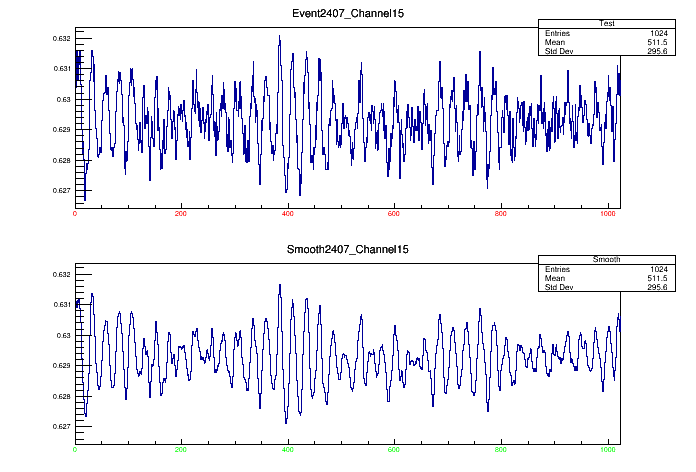 Event2407_Channel15
Test
Entries 1024
Mean 511.5
Std Dev 295.6
0.632
0.631
0.63
0.629
0.628
0.627
0 200 400 600 800 1000
Smooth2407_Channel15
Smooth
Entries 1024
Mean 511.5
Std Dev 295.6
0.632
0.631
0.63
0.629
0.628
0.627
0 200 400 600 800 1000